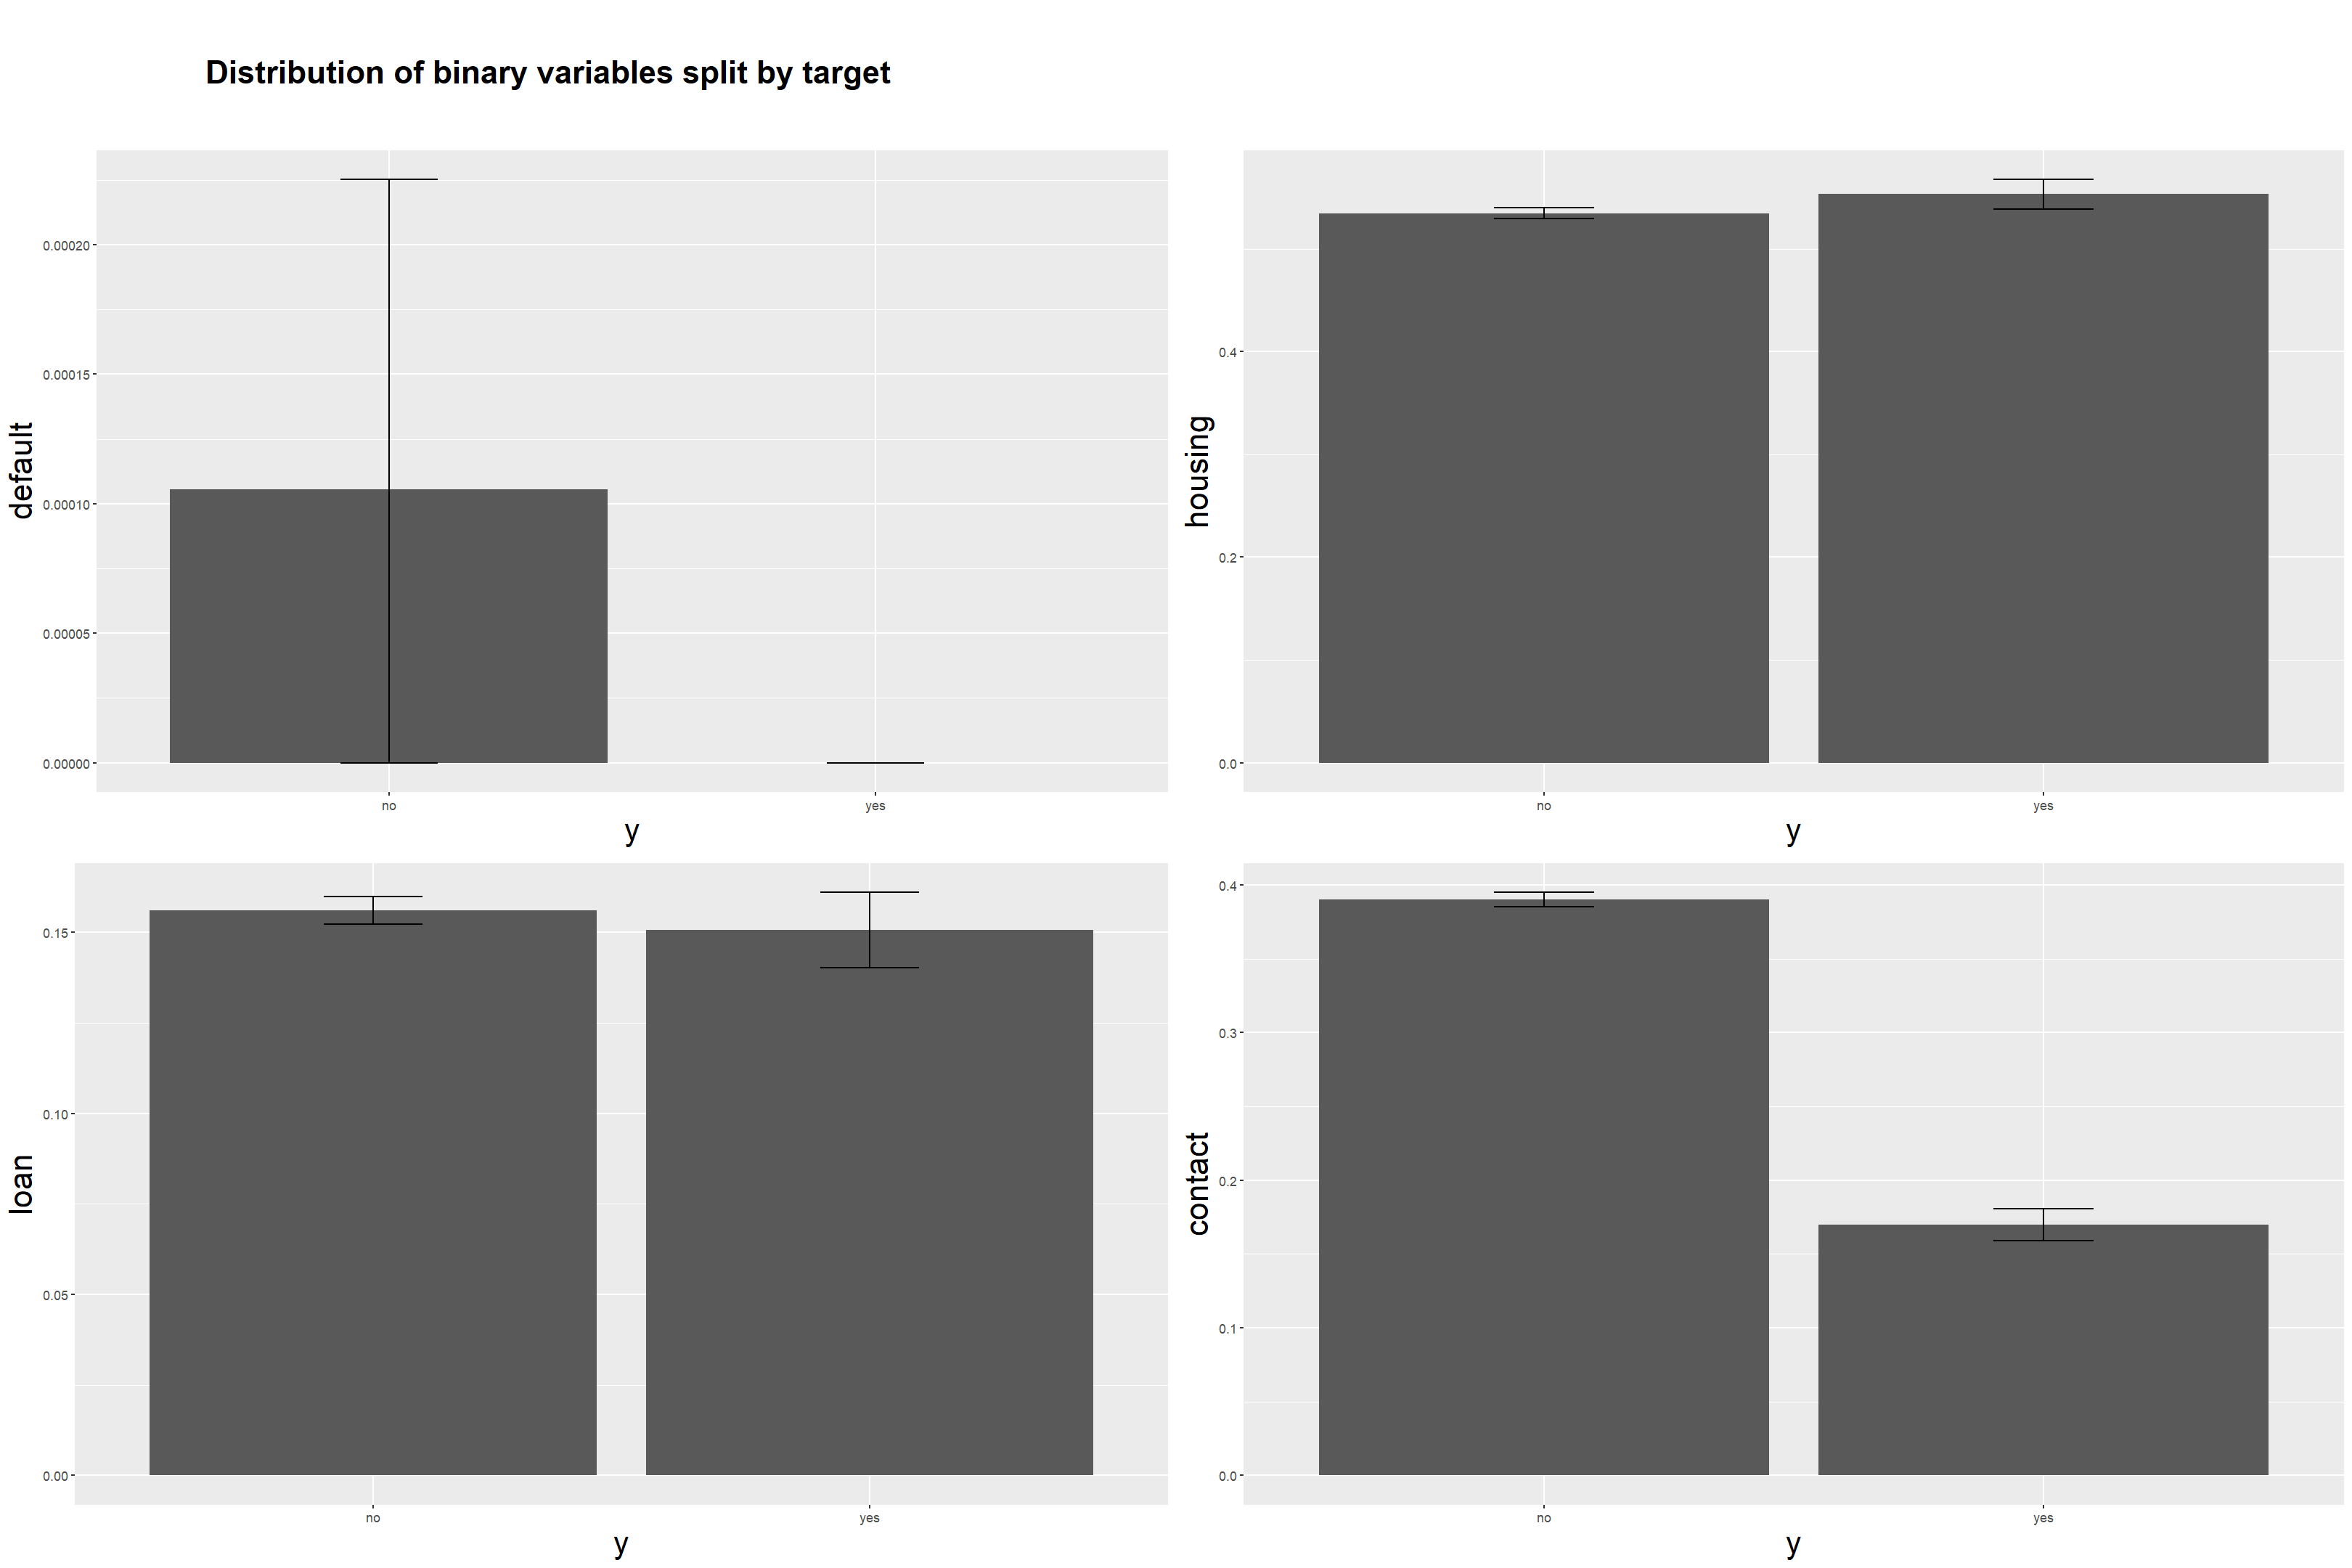 Distribution of binary variables split by target
default
0.00020
0.00015
0.00010
0.00005
0.00000
no yes
y
housing
0.4
0.2
0.0
no yes
y
loan
0.15
0.10
0.05
0.00
no yes
y
contact
0.4
0.3
0.2
0.1
0.0
no yes
y